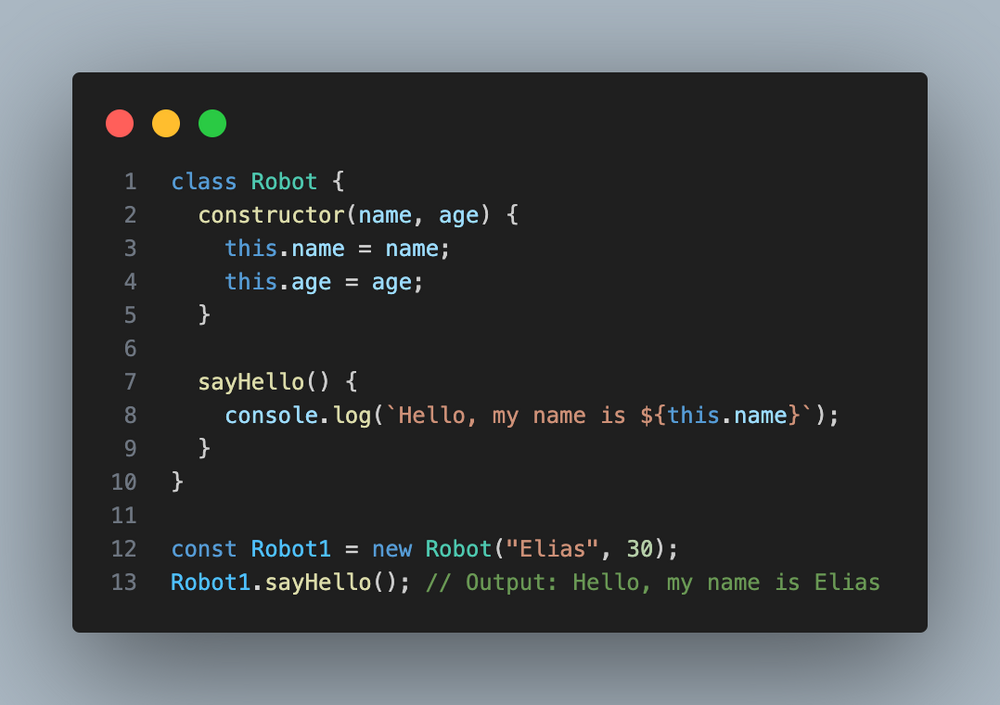 1 class Robot {
2   constructor(name, age) {
3     this.name = name;
4     this.age = age;
5   }
6
7   sayHello() {
8     console.log(`Hello, my name is ${this.name}`);
9   }
10 }
11
12 const Robot1 = new Robot("Elias", 30);
13 Robot1.sayHello(); // Output: Hello, my name is Elias